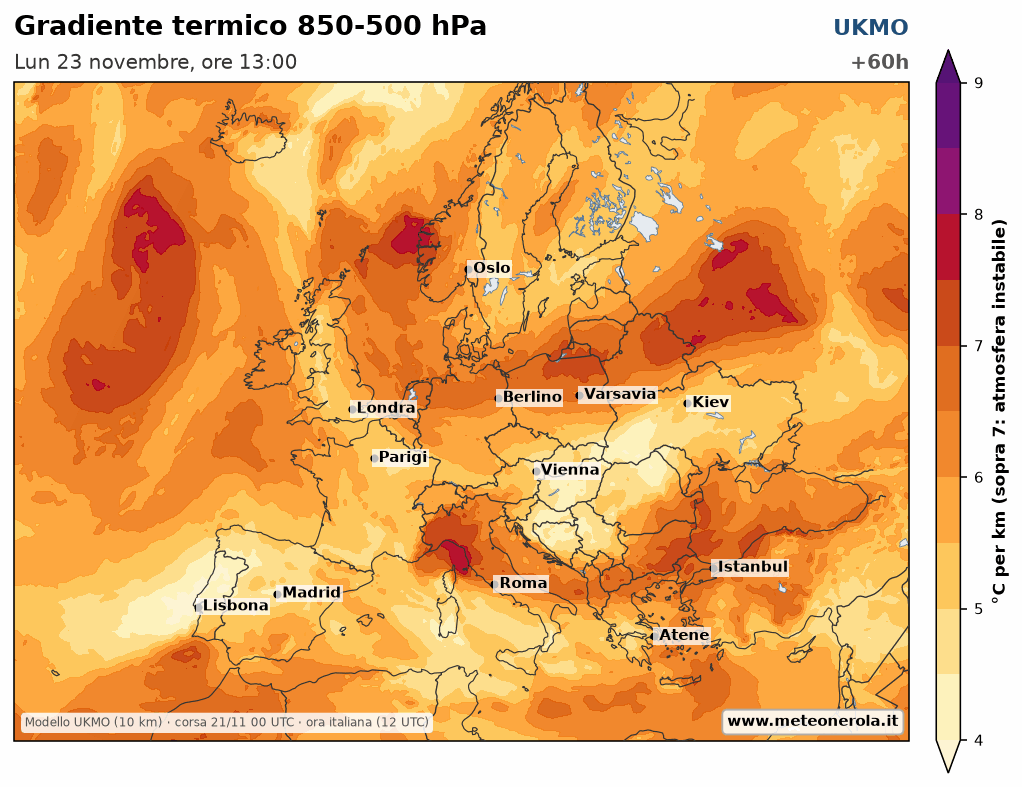 Gradiente termico 850-500 hPa
UKMO
Lun 23 novembre, ore 13:00
+60h
9
8
7
6
5
4
°C per km (sopra 7: atmosfera instabile)
Oslo
Londra
Berlino
Varsavia
Kiev
Parigi
Vienna
Istanbul
Roma
Madrid
Lisbona
Atene
Modello UKMO (10 km) · corsa 21/11 00 UTC · ora italiana (12 UTC)
www.meteonerola.it